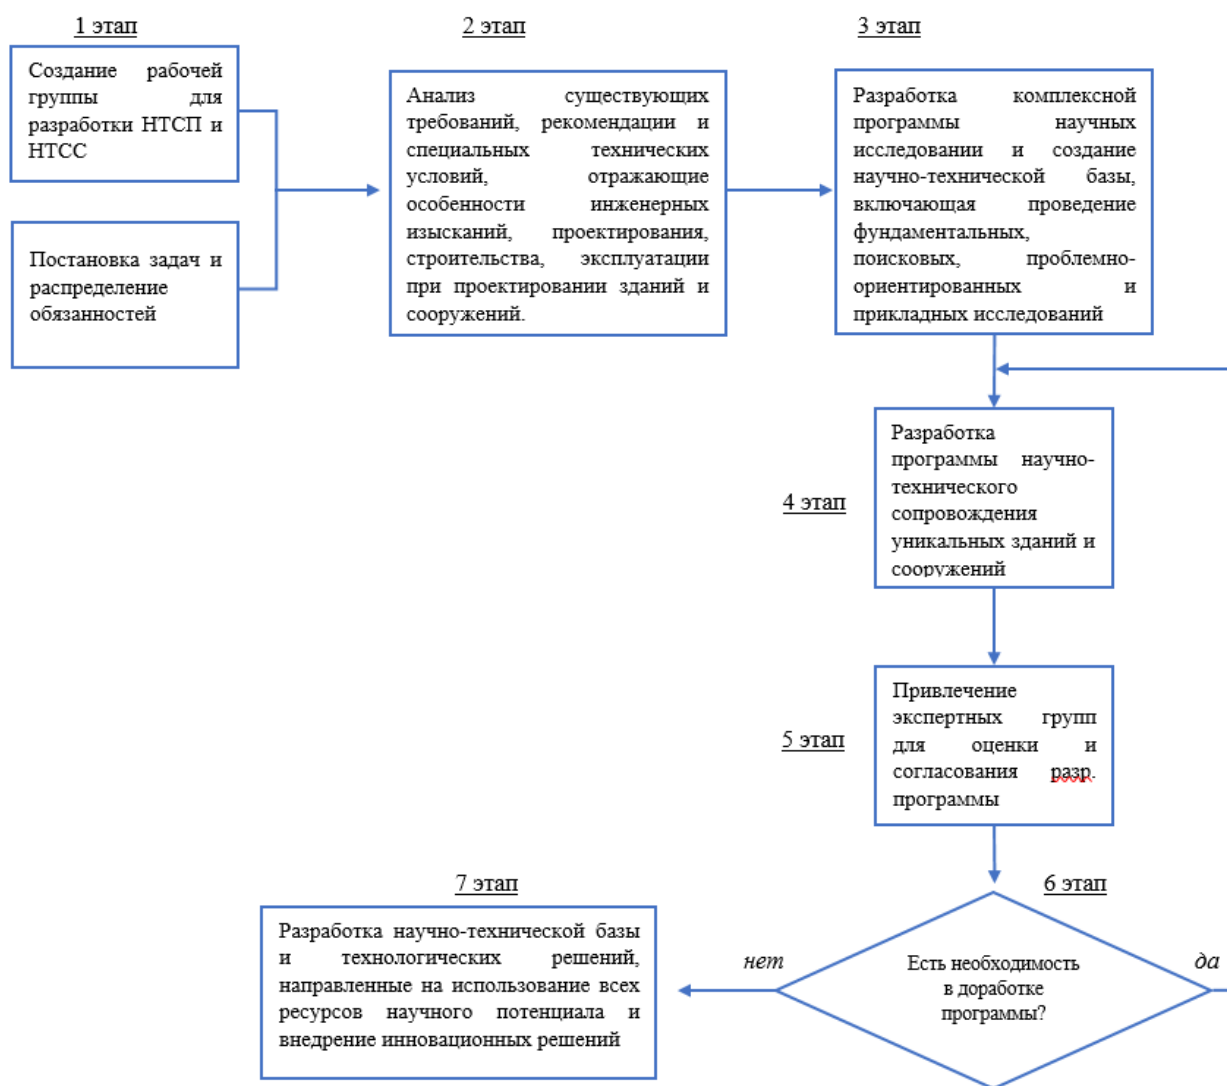 1 этап
Создание рабочей
группы для
разработки НТСП и
НТСС
Постановка задач и
распределение
обязанностей
2 этап
Анализ существующих
требований, рекомендации и
специальных технических
условий, отражающие
особенности инженерных
изысканий, проектирования,
строительства, эксплуатации
при проектировании зданий и
сооружений.
3 этап
Разработка комплексной
программы научных
исследовании и создание
научно-технической базы,
включающая проведение
фундаментальных,
поисковых, проблемно-
ориентированных и
прикладных исследований
4 этап
Разработка
программы научно-
технического
сопровождения
уникальных зданий и
сооружений
5 этап
Привлечение
экспертных групп
для оценки и
согласования разр.
программы
6 этап
Есть необходимость
в доработке
программы?
да
нет
7 этап
Разработка научно-технической базы
и технологических решений,
направленные на использование всех
ресурсов научного потенциала и
внедрение инновационных решений